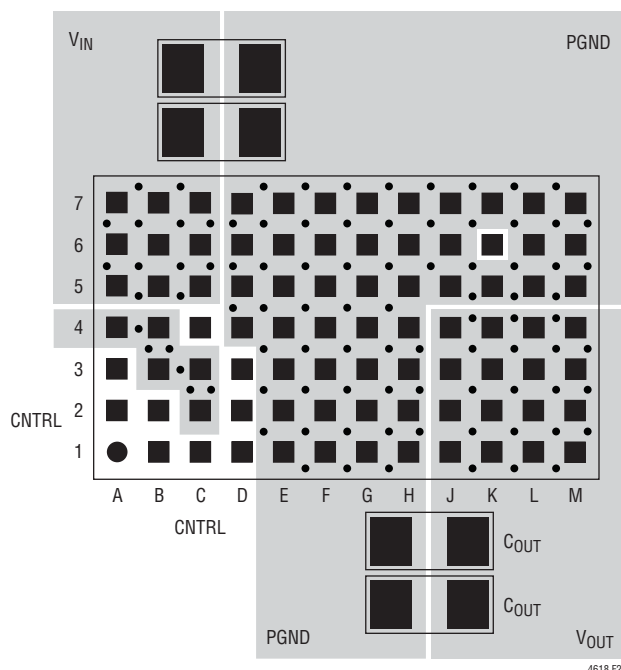 VIN
PGND
7
6
5
4
3
CNTRL 2
1
A B C D E F G H J K L M
CNTRL
COUT
COUT
PGND
VOUT
4618 F2